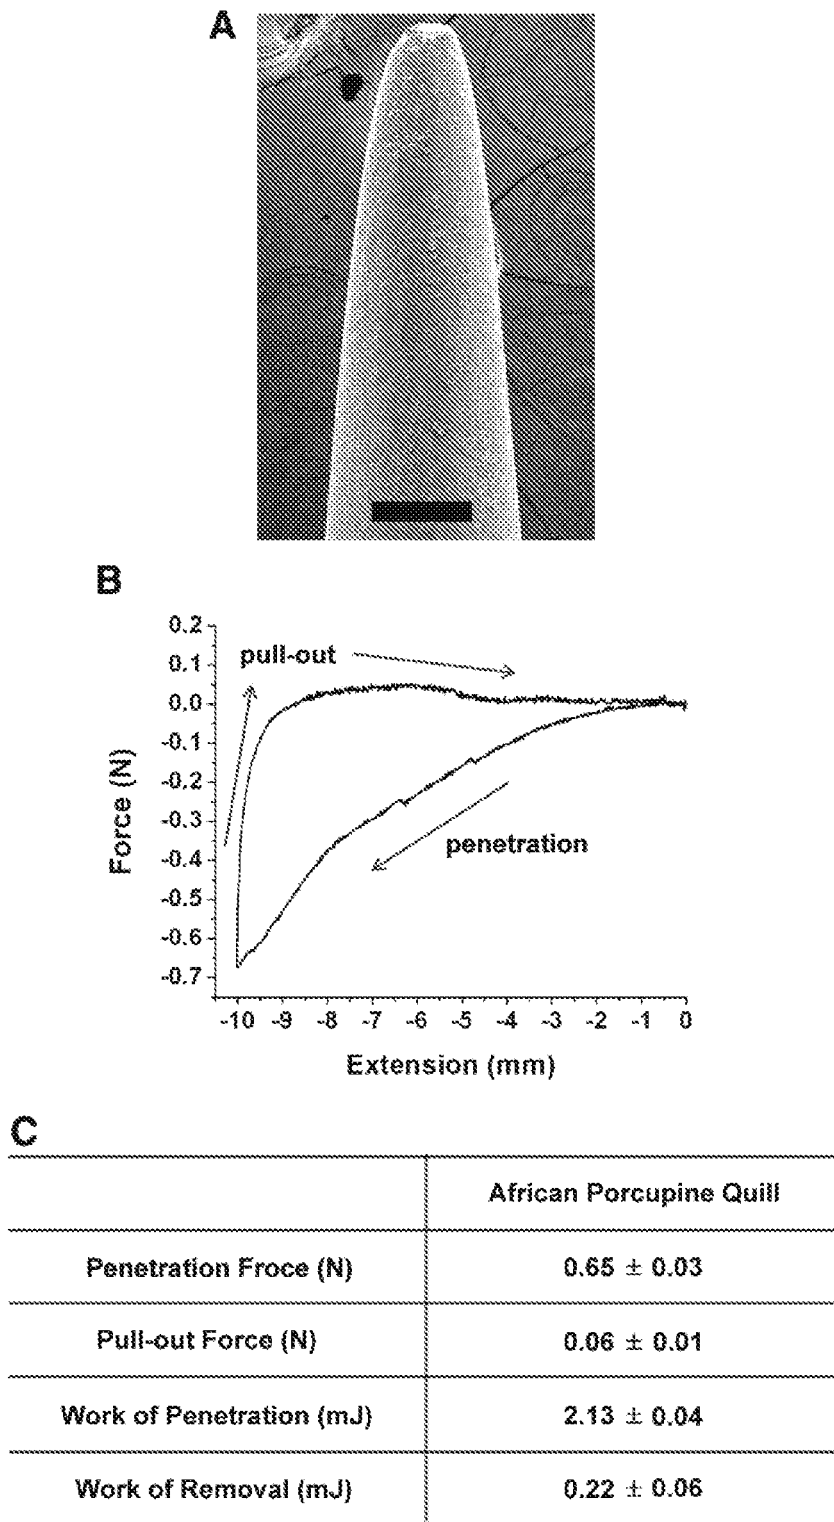 A
B
0.2
0.1
0.0
-0.1
-0.2
-0.3
-0.4
-0.5
-0.6
-0.7
Force (N)
pull-out
penetration
-10 -9 -8 -7 -6 -5 -4 -3 -2 -1 0
Extension (mm)
C
African Porcupine Quill
Penetration Froce (N) 0.65 ± 0.03
Pull-out Force (N) 0.06 ± 0.01
Work of Penetration (mJ) 2.13 ± 0.04
Work of Removal (mJ) 0.22 ± 0.06